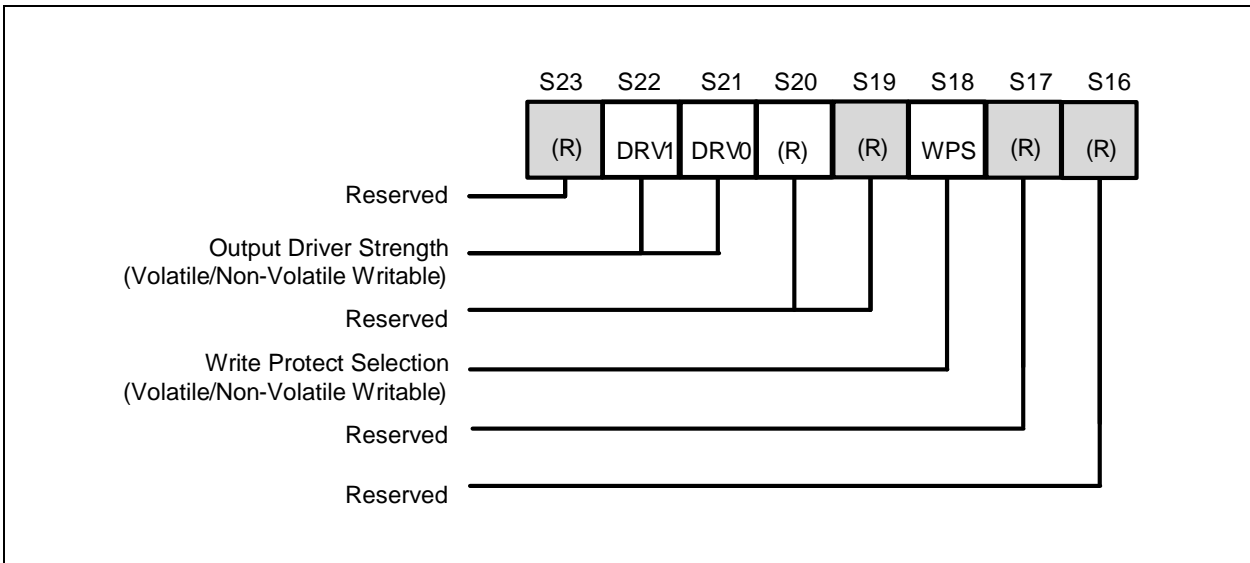 S23 S22 S21 S20 S19 S18 S17 S16
(R) DRV1 DRV0 (R) (R) WPS (R) (R)
Reserved
Output Driver Strength
(Volatile/Non-Volatile Writable)
Reserved
Write Protect Selection
(Volatile/Non-Volatile Writable)
Reserved
Reserved